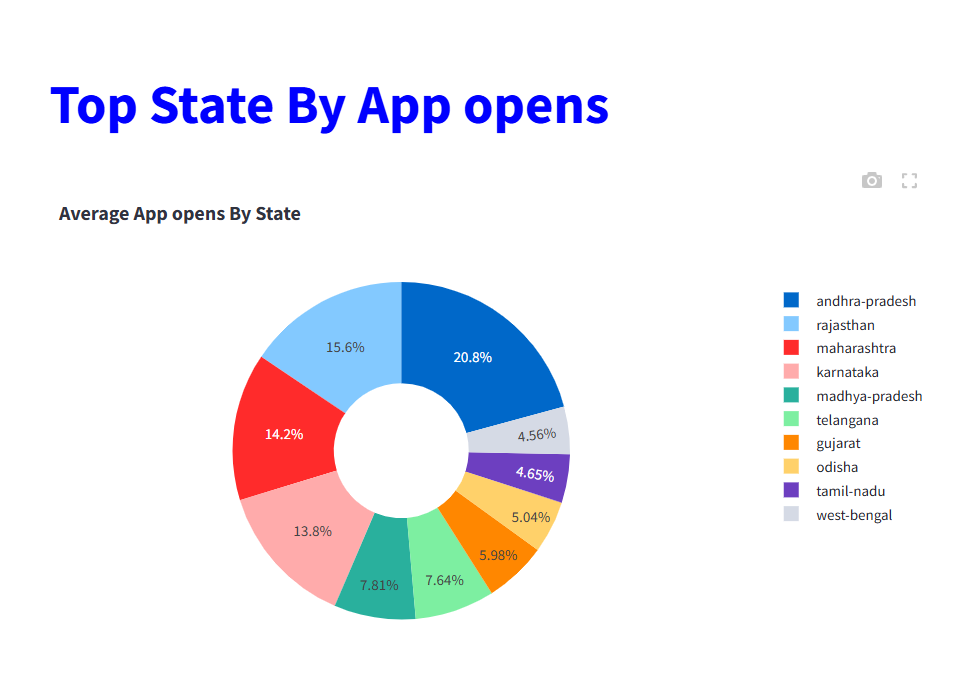 Top State By App opens
Average App opens By State
20.8%
15.6%
14.2%
13.8%
7.81%
7.64%
5.98%
5.04%
4.65%
4.56%
andhra-pradesh
rajasthan
maharashtra
karnataka
madhya-pradesh
telangana
gujarat
odisha
tamil-nadu
west-bengal